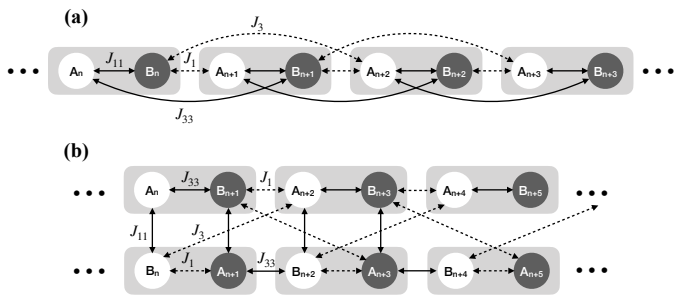 (a)
J3
J11 J1
••• An Bn An+1 Bn+1 An+2 Bn+2 An+3 Bn+3 •••
J33
(b)
J33 J1
••• An Bn+1 An+2 Bn+3 An+4 Bn+5 •••
J11 J3
J1 J33
••• Bn An+1 Bn+2 An+3 Bn+4 An+5 •••